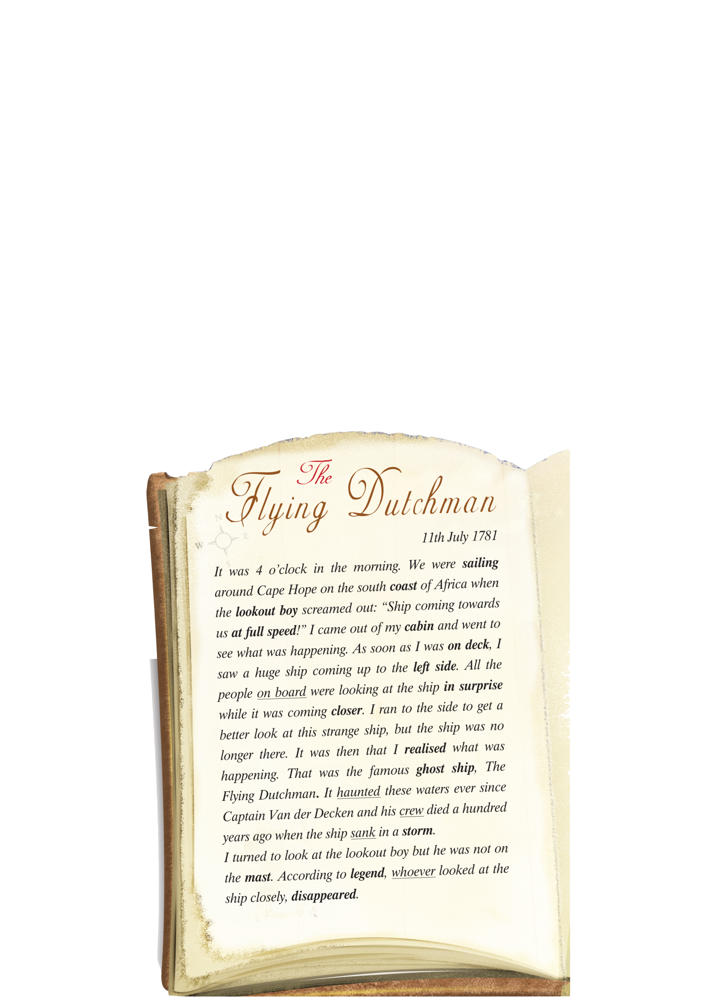 The
Flying Dutchman
11th July 1781
N
W E
S
It was 4 o’clock in the morning. We were sailing
around Cape Hope on the south coast of Africa when
the lookout boy screamed out: “Ship coming towards
us at full speed!” I came out of my cabin and went to
see what was happening. As soon as I was on deck, I
saw a huge ship coming up to the left side. All the
people on board were looking at the ship in surprise
while it was coming closer. I ran to the side to get a
better look at this strange ship, but the ship was no
longer there. It was then that I realised what was
happening. That was the famous ghost ship, The
Flying Dutchman. It haunted these waters ever since
Captain Van der Decken and his crew died a hundred
years ago when the ship sank in a storm.
I turned to look at the lookout boy but he was not on
the mast. According to legend, whoever looked at the
ship closely, disappeared.